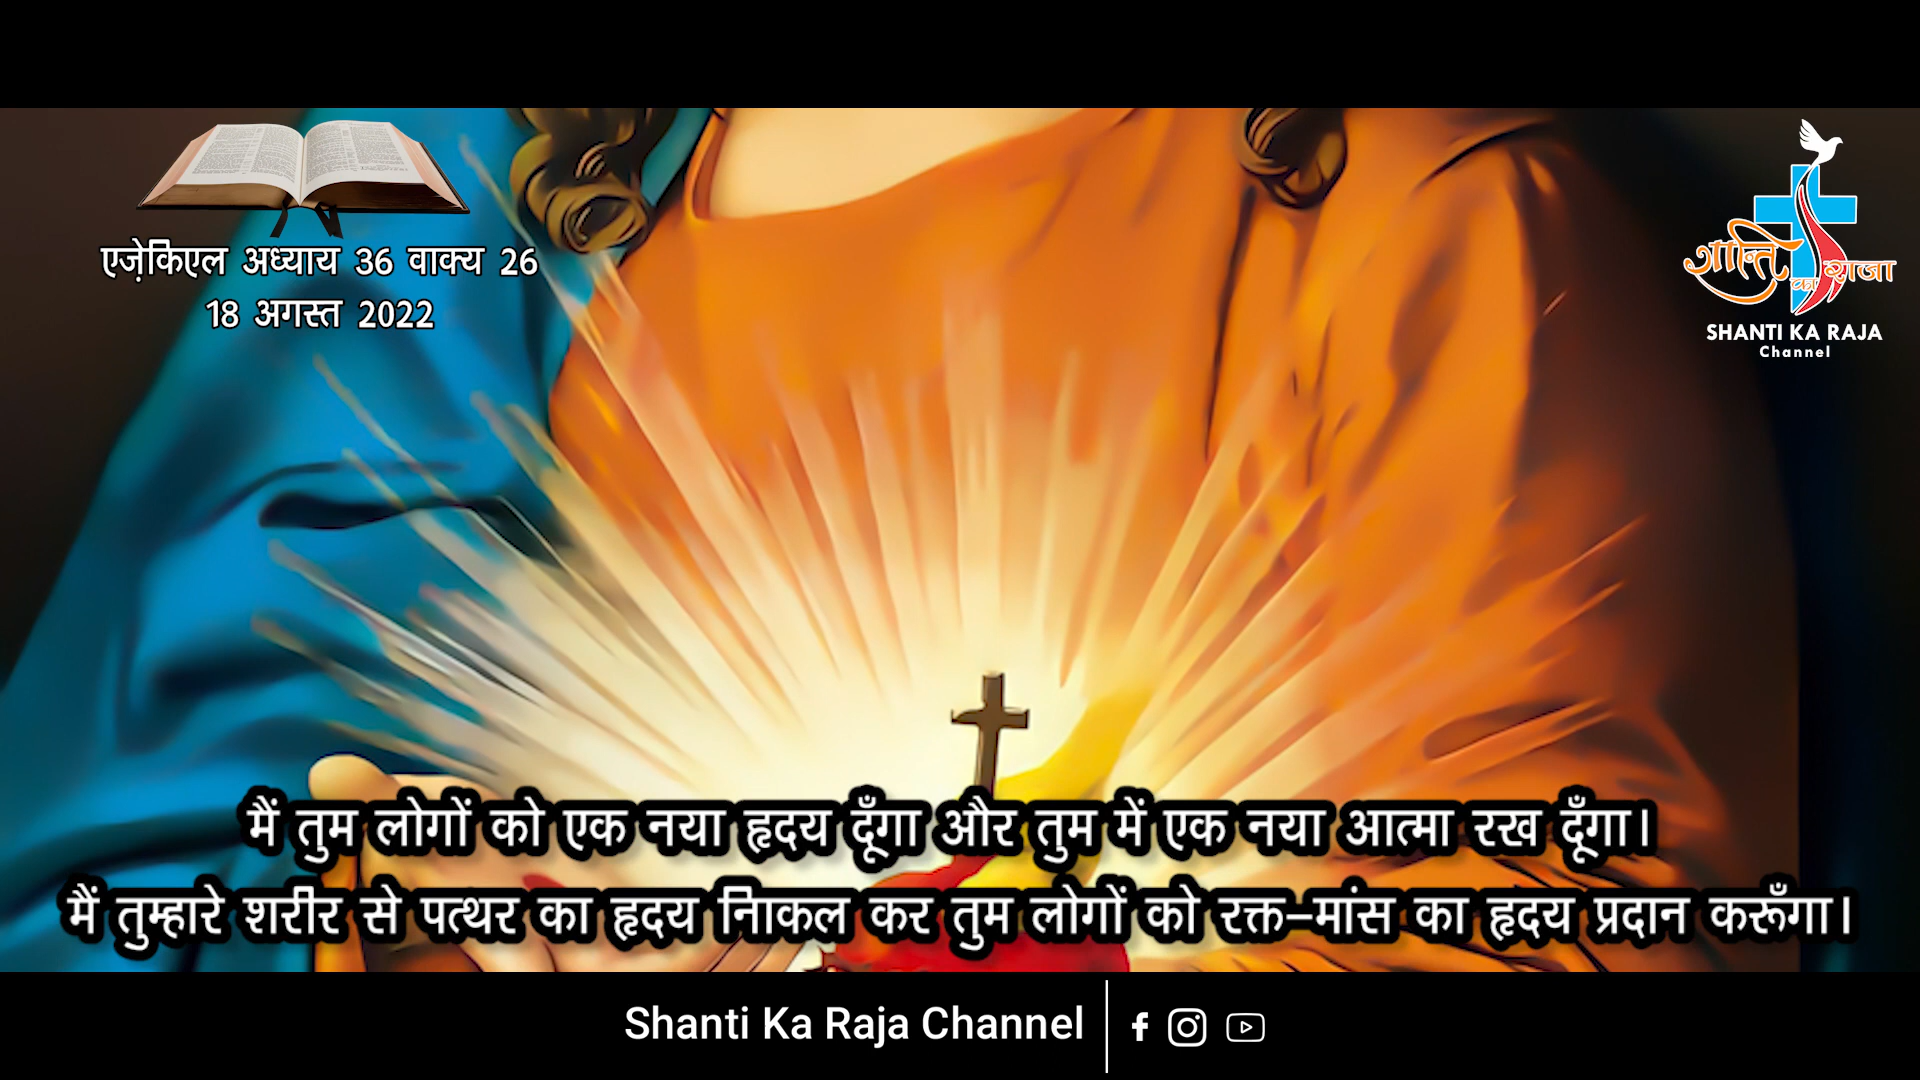 एज़ेकिएल अध्याय 36 वाक्य 26
18 अगस्त 2022
शान्ति का राजा
SHANTI KA RAJA
Channel
मैं तुम लोगों को एक नया हृदय दूँगा और तुम में एक नया आत्मा रख दूँगा।
मैं तुम्हारे शरीर से पत्थर का हृदय निाकल कर तुम लोगों को रक्त–मांस का हृदय प्रदान करूँगा।
Shanti Ka Raja Channel